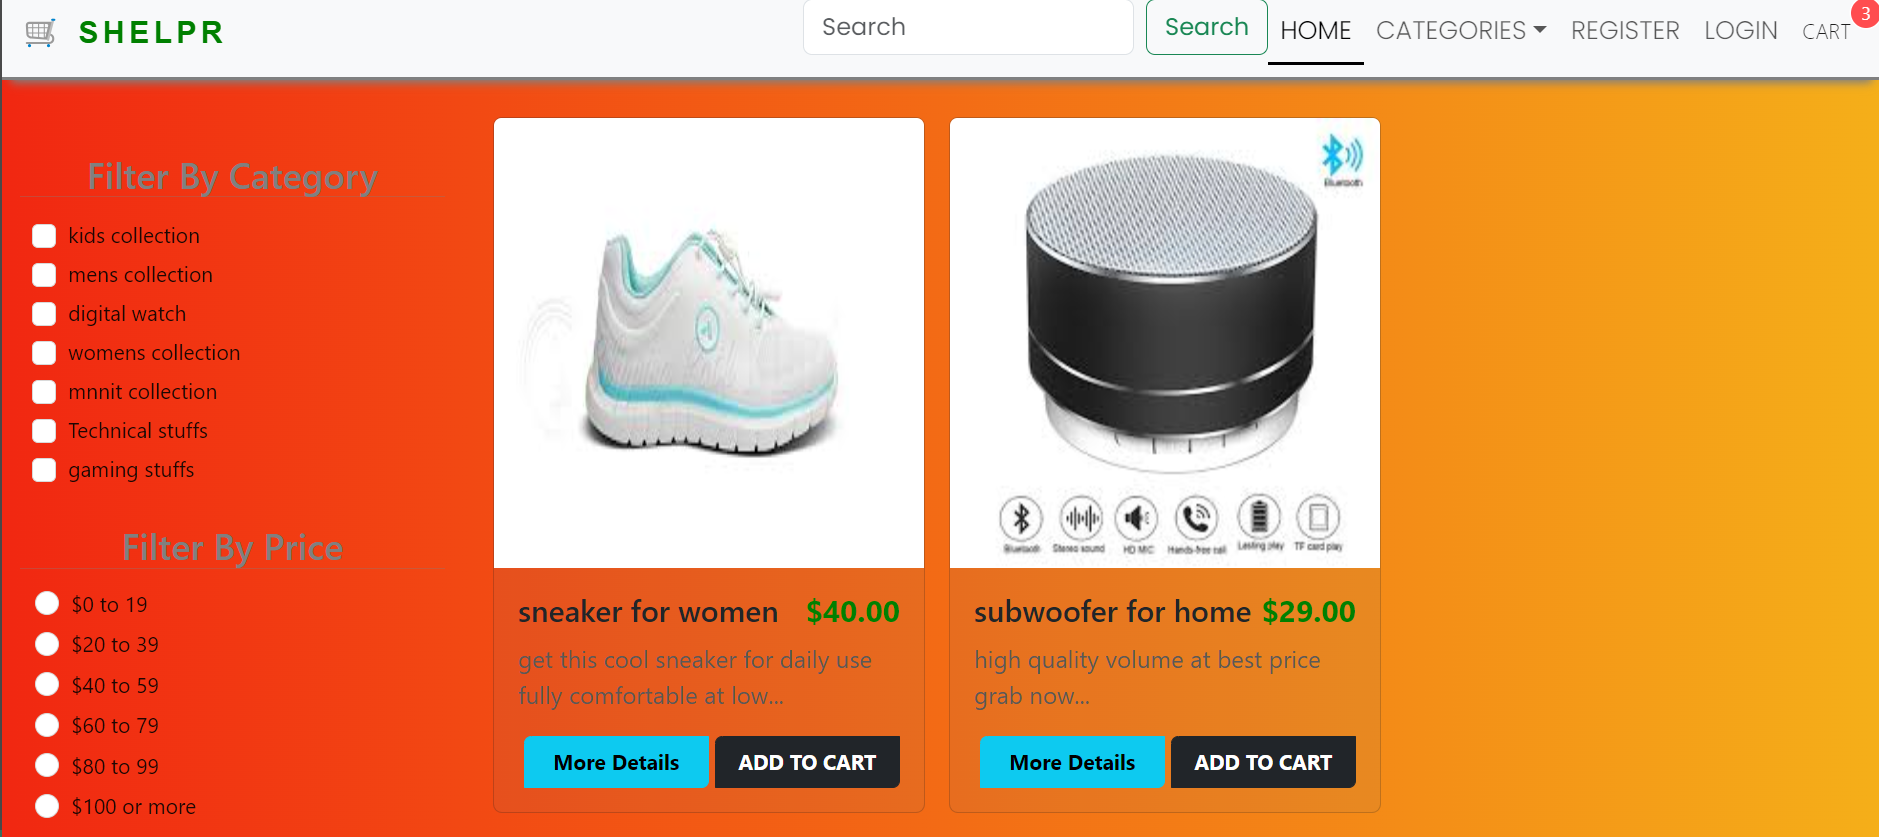 SHELPR
Search
Search
HOME
CATEGORIES
REGISTER
LOGIN
CART
3
Filter By Category
kids collection
mens collection
digital watch
womens collection
mnnit collection
Technical stuffs
gaming stuffs
Filter By Price
$0 to 19
$20 to 39
$40 to 59
$60 to 79
$80 to 99
$100 or more
sneaker for women $40.00
get this cool sneaker for daily use
fully comfortable at low...
More Details ADD TO CART
Bluetooth
Bluetooth Stereo sound HD MIC Hands-free call Lasting play TF card play
subwoofer for home $29.00
high quality volume at best price
grab now...
More Details ADD TO CART